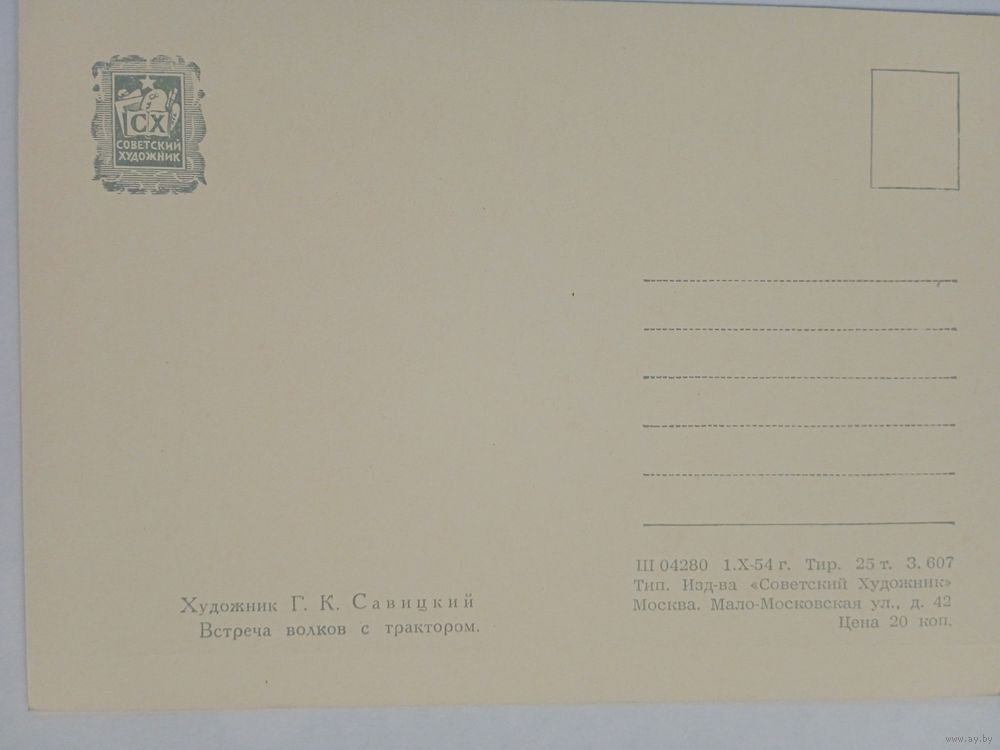 СХ
СОВЕТСКИЙ
ХУДОЖНИК
Художник Г. К. Савицкий
Встреча волков с трактором.
Ш 04280 1.X-54 г. Тир. 25 т. З. 607
Тип. Изд-ва «Советский Художник»
Москва. Мало-Московская ул., д. 42
Цена 20 коп.
www.ay.by